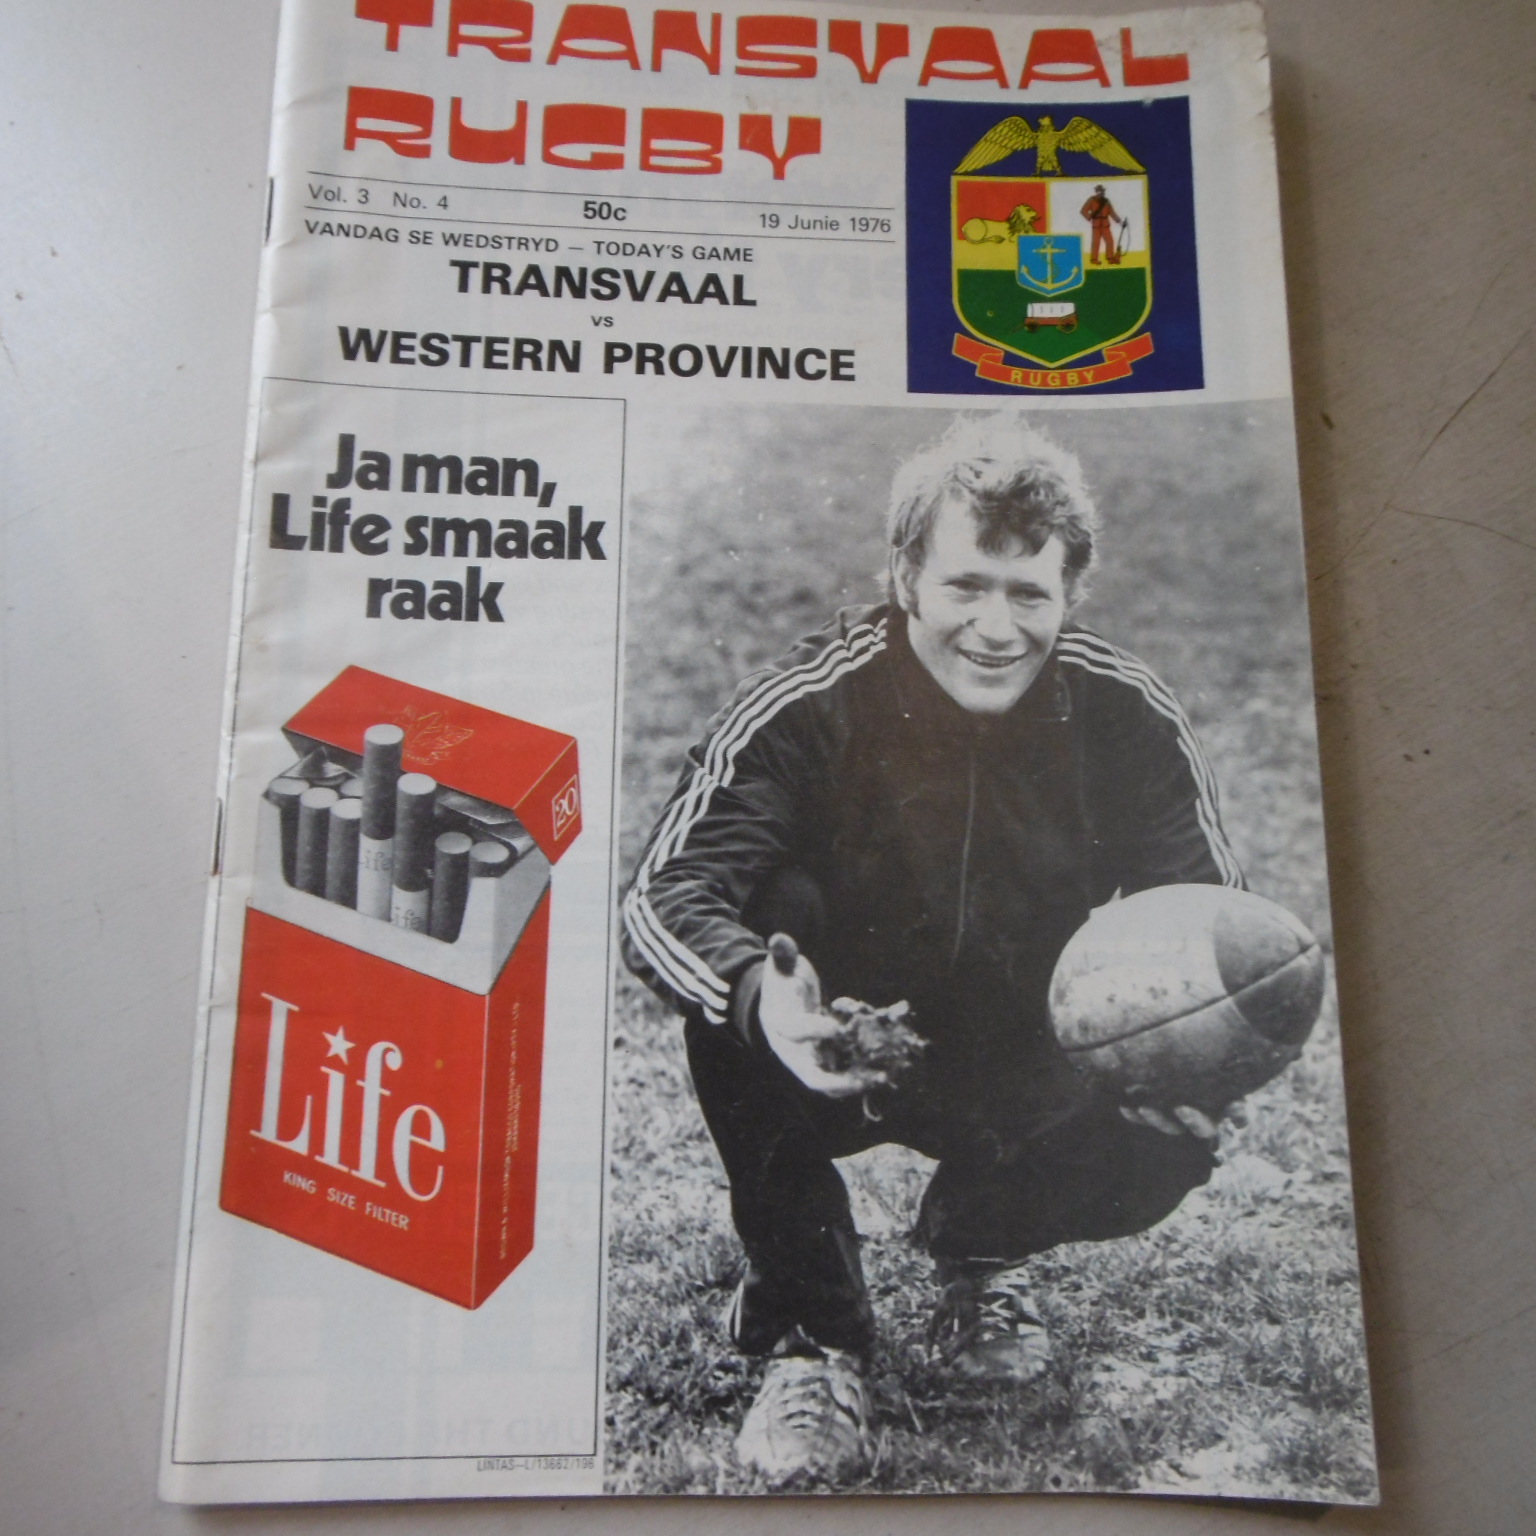 TRANSVAAL
RUGBY
Vol. 3 No. 4 50c 19 Junie 1976
VANDAG SE WEDSTRYD — TODAY'S GAME
TRANSVAAL
vs
WESTERN PROVINCE
RUGBY
Ja man,
Life smaak
raak
20
Life
Life
Life
KING SIZE FILTER
LINTAS—L/13662/196